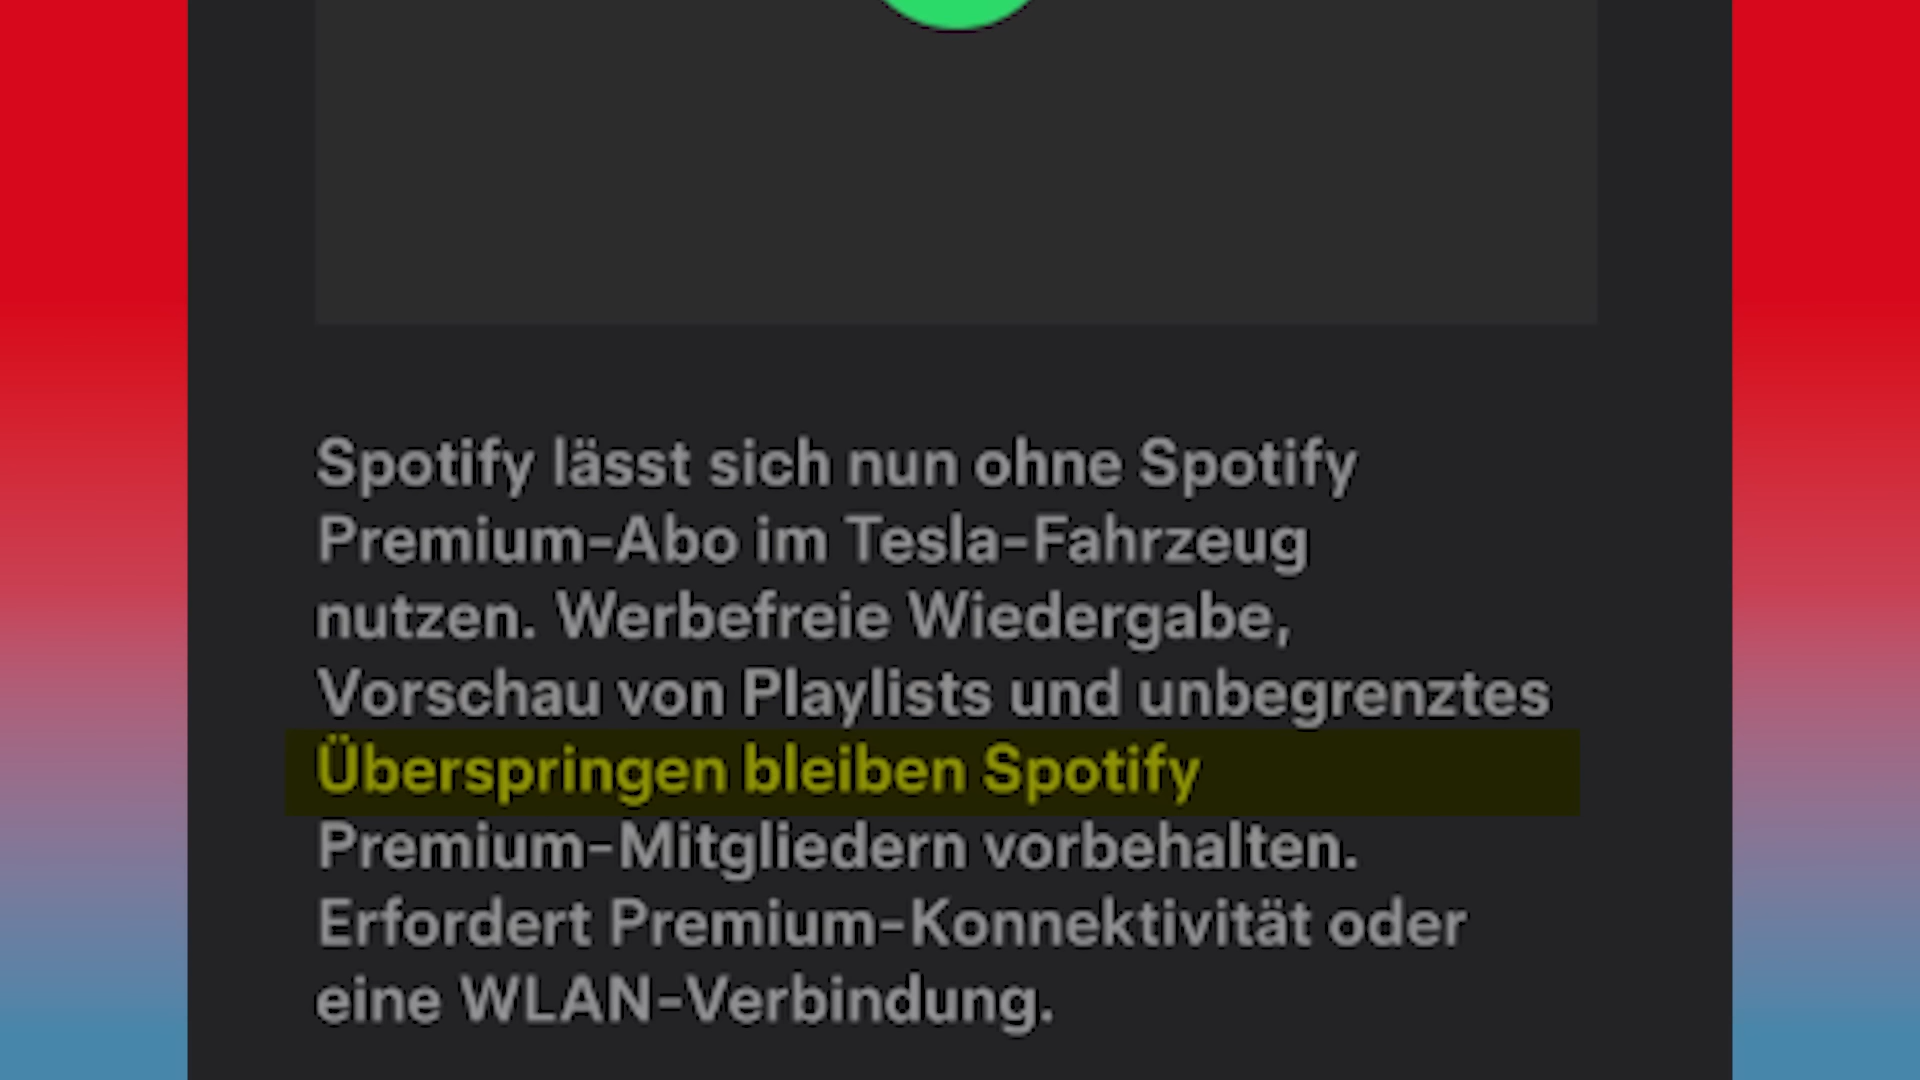 Spotify lässt sich nun ohne Spotify
Premium-Abo im Tesla-Fahrzeug
nutzen. Werbefreie Wiedergabe,
Vorschau von Playlists und unbegrenztes
Überspringen bleiben Spotify
Premium-Mitgliedern vorbehalten.
Erfordert Premium-Konnektivität oder
eine WLAN-Verbindung.